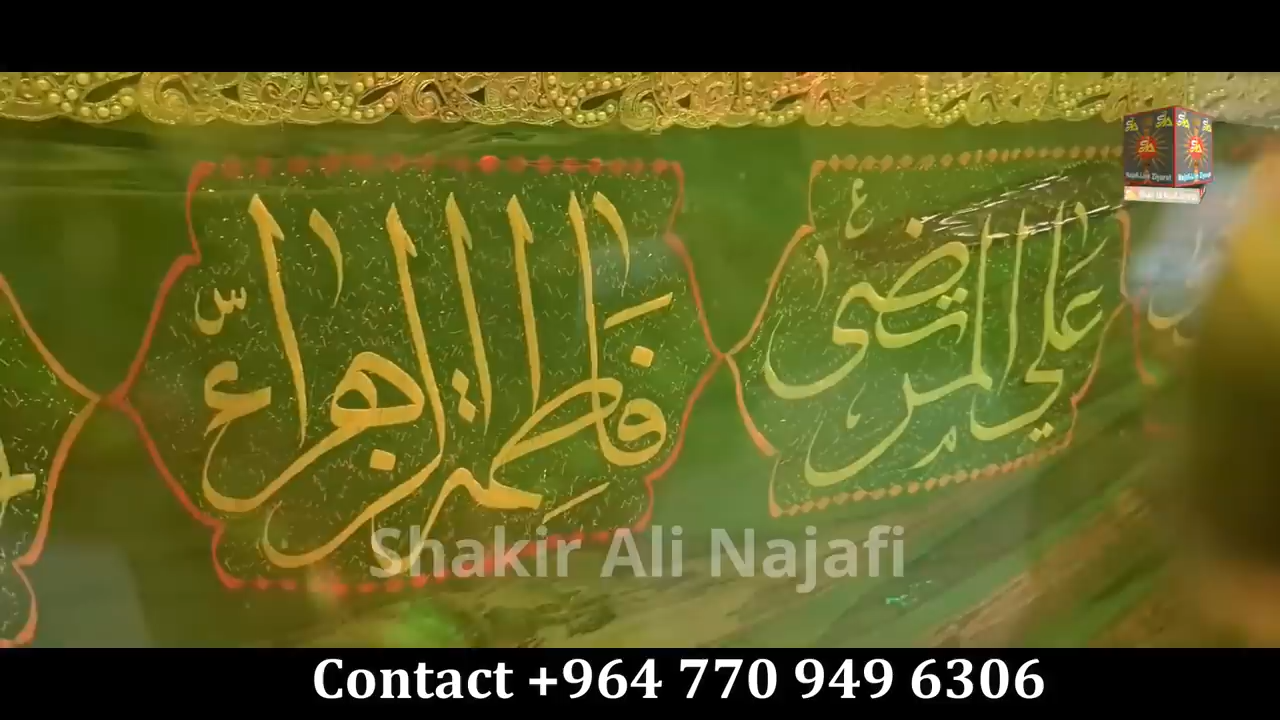 علي المرتضى
فاطمة الزهراء
Shakir Ali Najafi
Contact +964 770 949 6306